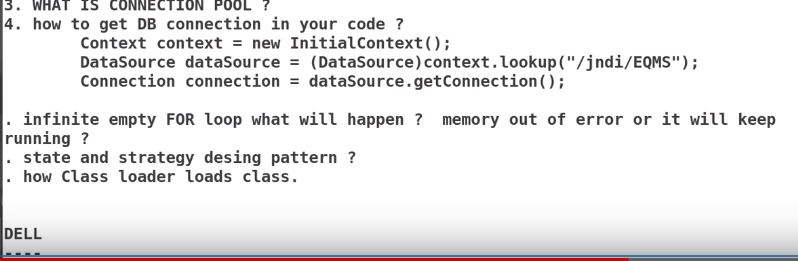 3. WHAT IS CONNECTION POOL ?
4. how to get DB connection in your code ?
Context context = new InitialContext();
DataSource dataSource = (DataSource)context.lookup("/jndi/EQMS");
Connection connection = dataSource.getConnection();
. infinite empty FOR loop what will happen ?  memory out of error or it will keep
running ?
. state and strategy desing pattern ?
. how Class loader loads class.
DELL
----